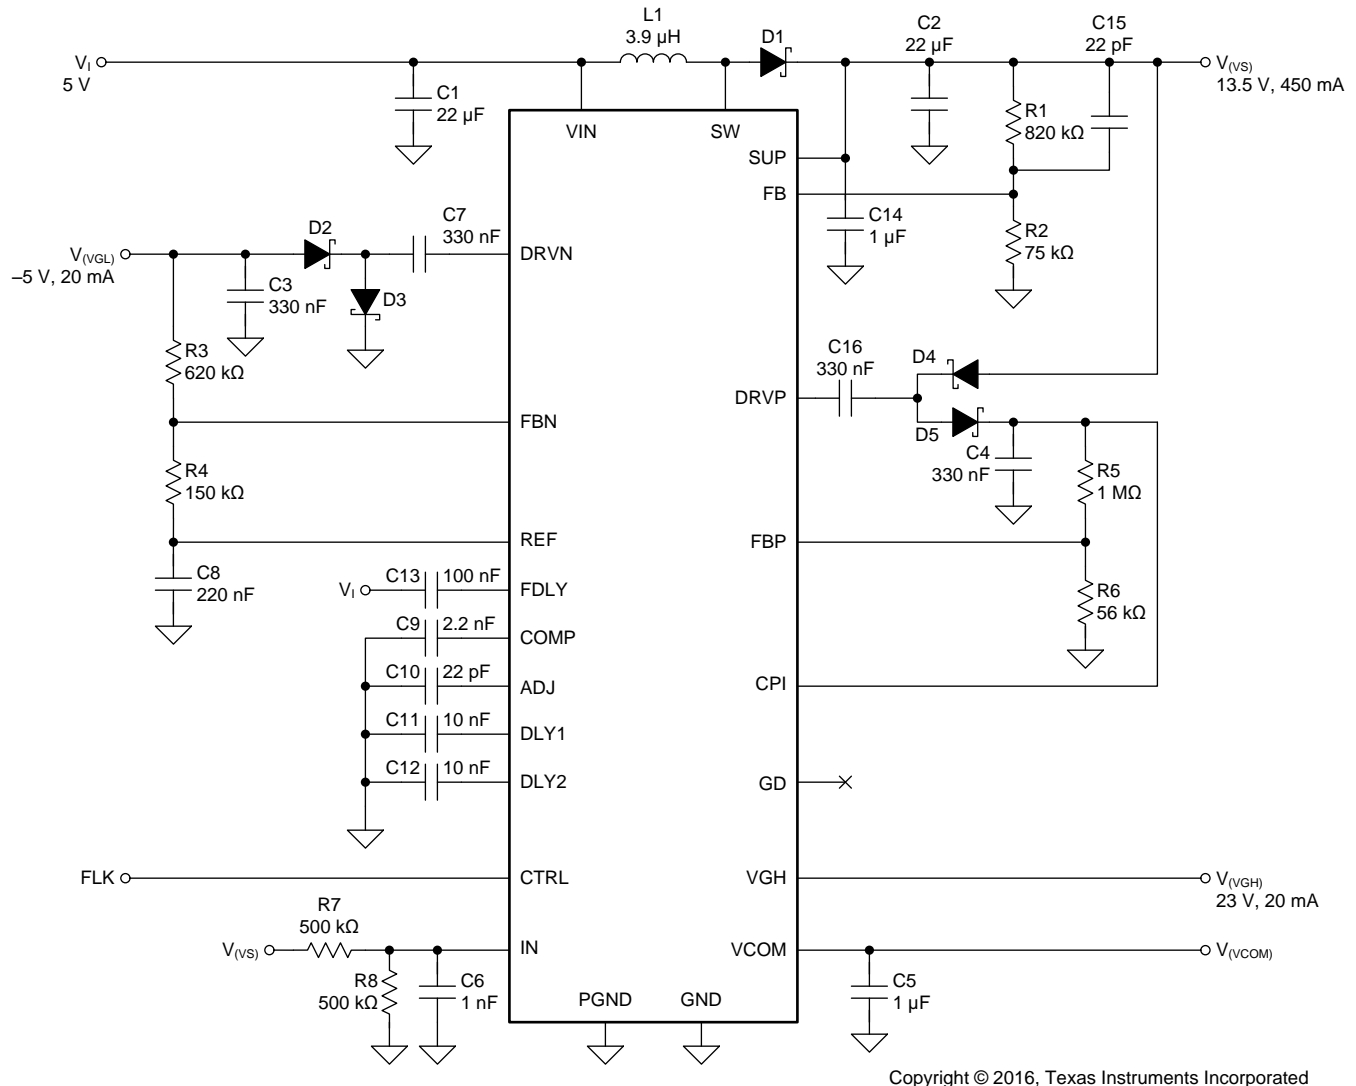 L1
3.9 µH
D1
C2
22 µF
C15
22 pF
VI
5 V
V(VS)
13.5 V, 450 mA
C1
22 µF
R1
820 kΩ
VIN
SW
SUP
FB
C14
1 µF
R2
75 kΩ
D2
C7
330 nF
V(VGL)
–5 V, 20 mA
DRVN
C3
330 nF
D3
R3
620 kΩ
C16
330 nF
D4
DRVP
D5
FBN
C4
330 nF
R5
1 MΩ
R4
150 kΩ
REF
FBP
C8
220 nF
VI
C13
100 nF
FDLY
R6
56 kΩ
C9
2.2 nF
COMP
C10
22 pF
ADJ
CPI
C11
10 nF
DLY1
C12
10 nF
DLY2
GD
FLK
CTRL
VGH
V(VGH)
23 V, 20 mA
R7
500 kΩ
V(VS)
IN
VCOM
V(VCOM)
R8
500 kΩ
C6
1 nF
PGND
GND
C5
1 µF
Copyright © 2016, Texas Instruments Incorporated